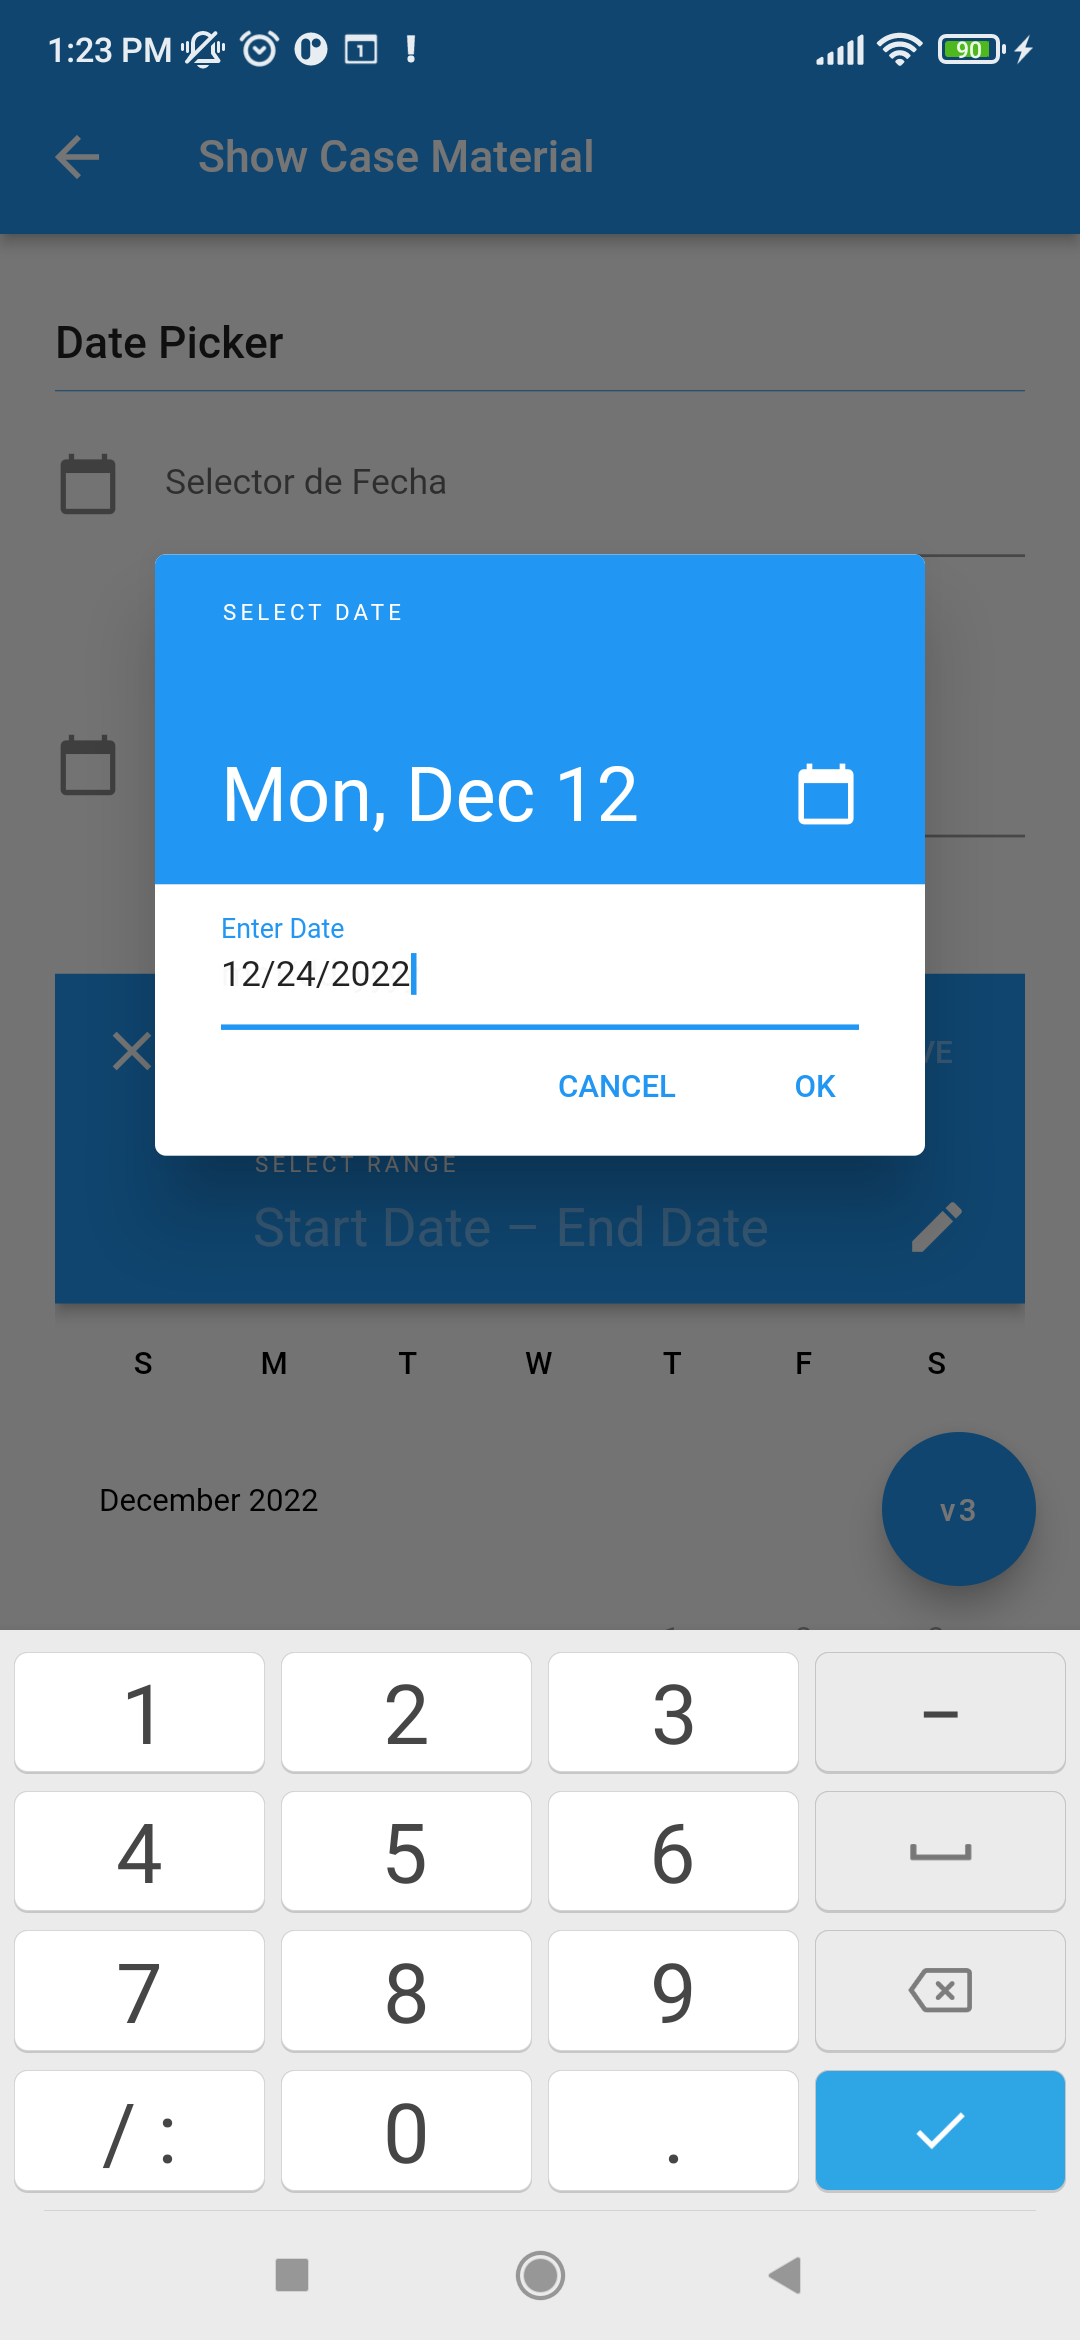 1:23 PM
90
Show Case Material
Date Picker
Selector de Fecha
SELECT DATE
Mon, Dec 12
Enter Date
12/24/2022
CANCEL OK
SELECT RANGE
Start Date – End Date
S M T W T F S
December 2022
v3
1 2 3 –
4 5 6
7 8 9
/ : 0 .